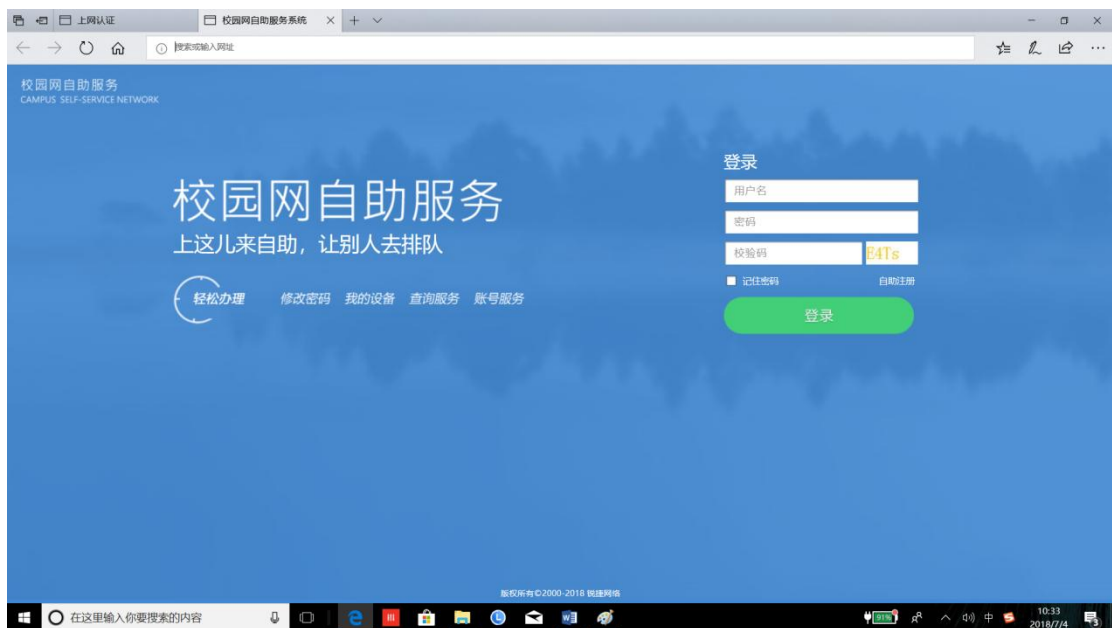 上网认证
校园网自助服务系统
搜索或输入网址
校园网自助服务
CAMPUS SELF-SERVICE NETWORK
校园网自助服务
上这儿来自助，让别人去排队
轻松办理 修改密码 我的设备 查询服务 账号服务
登录
用户名
密码
校验码 E4Ts
记住密码 自助注册
登录
版权所有©2000-2018 锐捷网络
在这里输入你要搜索的内容
91%
中
10:33
2018/7/4
3